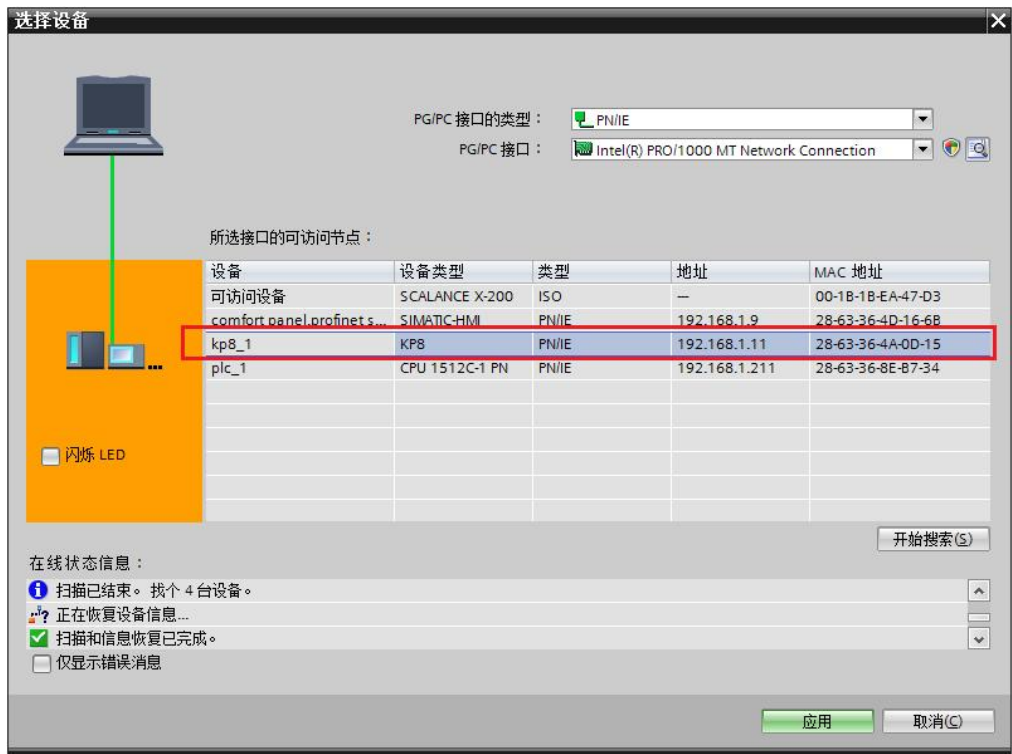 选择设备
PG/PC 接口的类型： PN/IE
PG/PC 接口： Intel(R) PRO/1000 MT Network Connection
所选接口的可访问节点：
设备 设备类型 类型 地址 MAC 地址
可访问设备 SCALANCE X-200 ISO — 00-1B-1B-EA-47-D3
comfort panel.profinet s... SIMATIC-HMI PN/IE 192.168.1.9 28-63-36-4D-16-6B
kp8_1 KP8 PN/IE 192.168.1.11 28-63-36-4A-0D-15
plc_1 CPU 1512C-1 PN PN/IE 192.168.1.211 28-63-36-8E-B7-34
闪烁 LED
开始搜索(S)
在线状态信息：
扫描已结束。找个 4 台设备。
正在恢复设备信息...
扫描和信息恢复已完成。
仅显示错误消息
应用 取消(C)